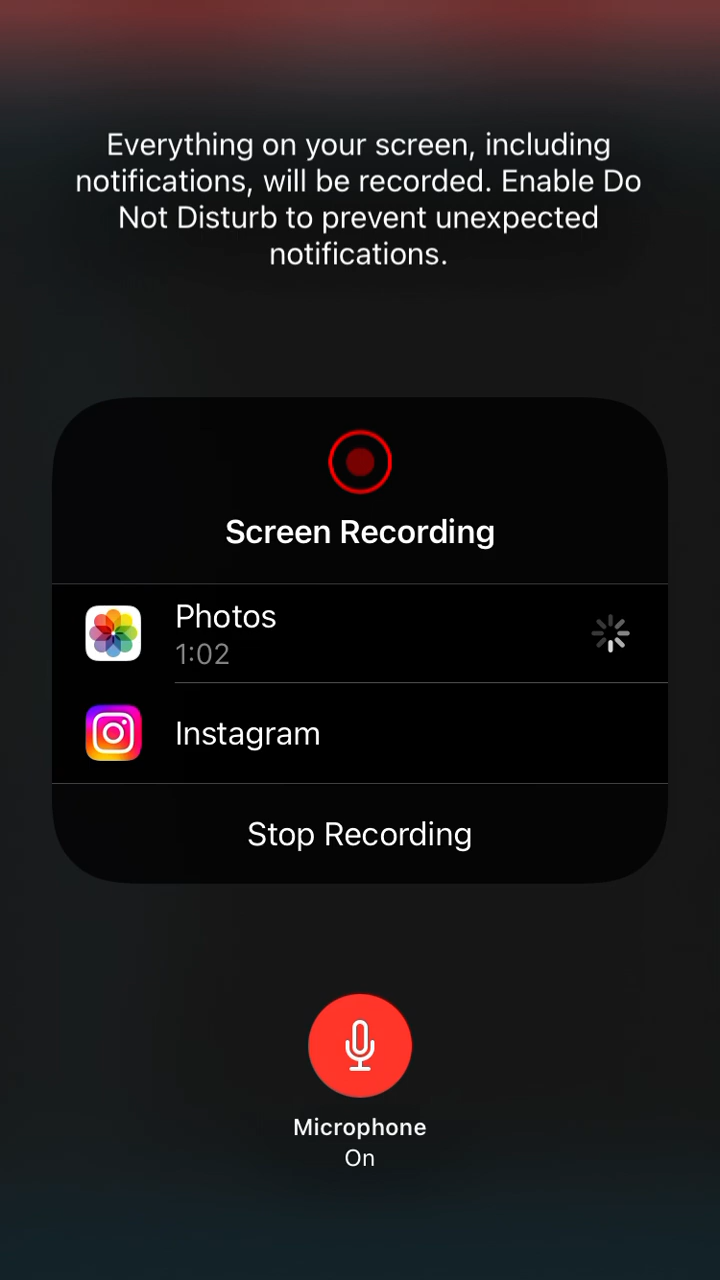 Everything on your screen, including
notifications, will be recorded. Enable Do
Not Disturb to prevent unexpected
notifications.
Screen Recording
Photos
1:02
Instagram
Stop Recording
Microphone
On